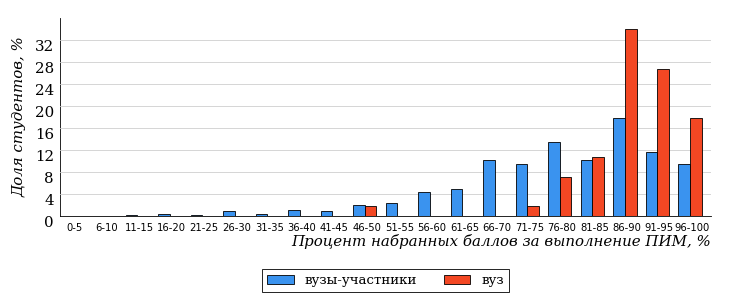 Доля студентов, %
32
28
24
20
16
12
8
4
0
0-5 6-10 11-15 16-20 21-25 26-30 31-35 36-40 41-45 46-50 51-55 56-60 61-65 66-70 71-75 76-80 81-85 86-90 91-95 96-100
Процент набранных баллов за выполнение ПИМ, %
вузы-участники вуз